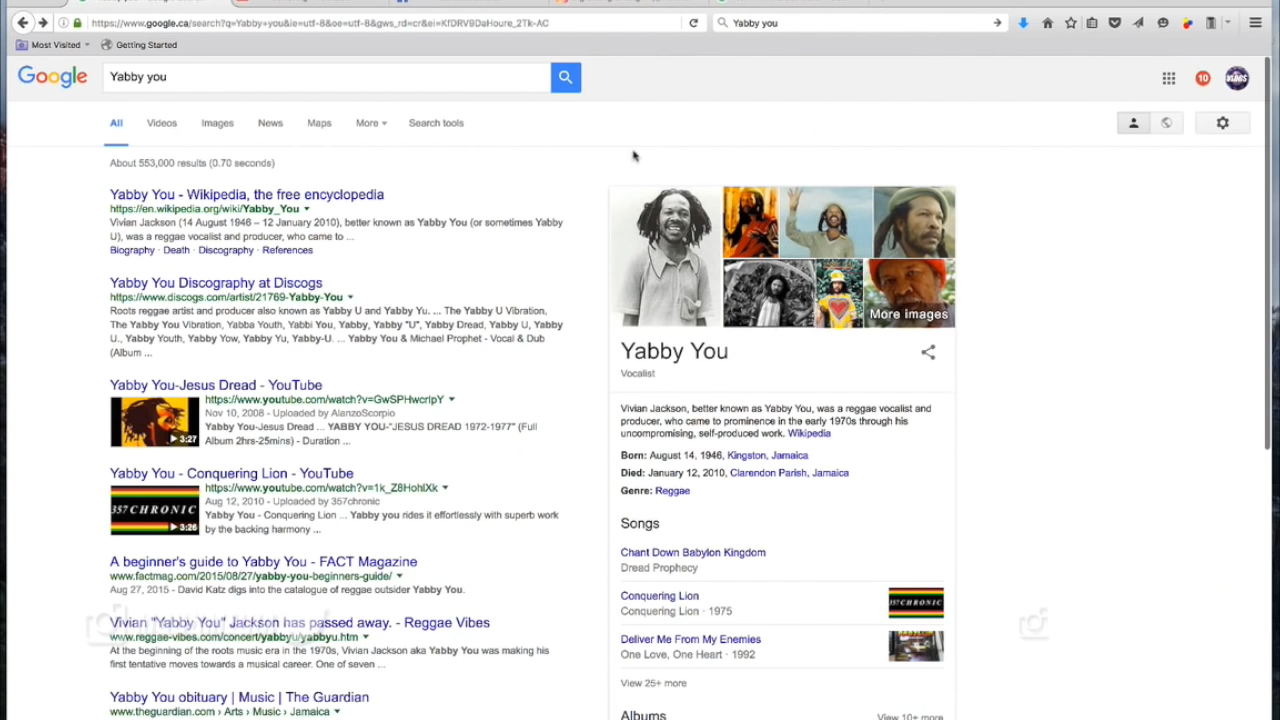 https://www.google.ca/search?q=Yabby+you&ie=utf-8&oe=utf-8&gws_rd=cr&ei=KfDRV9DaHoure_2Tk-AC
Yabby you
Most Visited
Getting Started
Google
Yabby you
10
All
Videos
Images
News
Maps
More
Search tools
About 553,000 results (0.70 seconds)
Yabby You - Wikipedia, the free encyclopedia
https://en.wikipedia.org/wiki/Yabby_You
Vivian Jackson (14 August 1946 – 12 January 2010), better known as Yabby You (or sometimes Yabby
U), was a reggae vocalist and producer, who came to ...
Biography · Death · Discography · References
Yabby You Discography at Discogs
https://www.discogs.com/artist/21769-Yabby-You
Roots reggae artist and producer also known as Yabby U and Yabby Yu. ... The Yabby U Vibration,
The Yabby You Vibration, Yabba Youth, Yabbi You, Yabby, Yabby "U", Yabby Dread, Yabby U, Yabby
U., Yabby Youth, Yabby Yow, Yabby Yu, Yabby-U. ... Yabby You & Michael Prophet - Vocal & Dub
(Album ...
Yabby You-Jesus Dread - YouTube
https://www.youtube.com/watch?v=GwSPHwcrIpY
Nov 10, 2008 - Uploaded by AlanzoScorpio
Yabby You-Jesus Dread ... YABBY YOU-"JESUS DREAD 1972-1977" (Full
Album 2hrs-25mins) - Duration ...
3:27
Yabby You - Conquering Lion - YouTube
https://www.youtube.com/watch?v=1k_Z8HohlXk
Aug 12, 2010 - Uploaded by 357chronic
Yabby You - Conquering Lion ... Yabby you rides it effortlessly with superb work
by the backing harmony ...
357 CHRONIC
3:26
A beginner's guide to Yabby You - FACT Magazine
www.factmag.com/2015/08/27/yabby-you-beginners-guide/
Aug 27, 2015 - David Katz digs into the catalogue of reggae outsider Yabby You.
Vivian "Yabby You" Jackson has passed away. - Reggae Vibes
www.reggae-vibes.com/concert/yabbyu/yabbyu.htm
At the beginning of the roots music era in the 1970s, Vivian Jackson aka Yabby You was making his
first tentative moves towards a musical career. One of seven ...
Yabby You obituary | Music | The Guardian
www.theguardian.com › Arts › Music › Jamaica
More images
Yabby You
Vocalist
Vivian Jackson, better known as Yabby You, was a reggae vocalist and
producer, who came to prominence in the early 1970s through his
uncompromising, self-produced work. Wikipedia
Born: August 14, 1946, Kingston, Jamaica
Died: January 12, 2010, Clarendon Parish, Jamaica
Genre: Reggae
Songs
Chant Down Babylon Kingdom
Dread Prophecy
Conquering Lion
Conquering Lion · 1975
357 CHRONIC
Deliver Me From My Enemies
One Love, One Heart · 1992
View 25+ more
Albums
View 10+ more